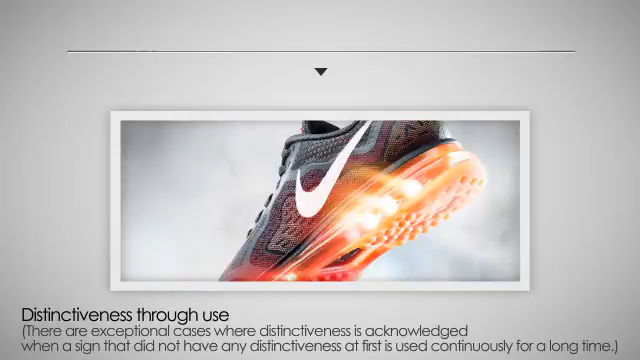 Distinctiveness through use
(There are exceptional cases where distinctiveness is acknowledged
when a sign that did not have any distinctiveness at first is used continuously for a long time.)